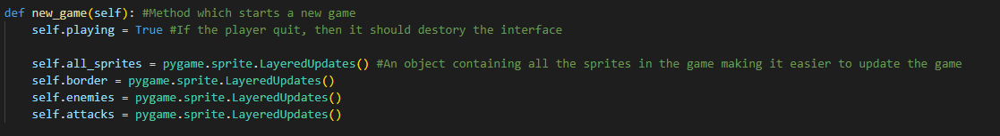 def new_game(self): #Method which starts a new game
self.playing = True #If the player quit, then it should destory the interface
self.all_sprites = pygame.sprite.LayeredUpdates() #An object containing all the sprites in the game making it easier to update the game
self.border = pygame.sprite.LayeredUpdates()
self.enemies = pygame.sprite.LayeredUpdates()
self.attacks = pygame.sprite.LayeredUpdates()